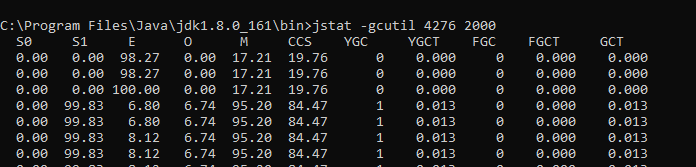 C:\Program Files\Java\jdk1.8.0_161\bin>jstat -gcutil 4276 2000
S0 S1 E O M CCS YGC YGCT FGC FGCT GCT
0.00 0.00 98.27 0.00 17.21 19.76 0 0.000 0 0.000 0.000
0.00 0.00 98.27 0.00 17.21 19.76 0 0.000 0 0.000 0.000
0.00 0.00 100.00 0.00 17.21 19.76 0 0.000 0 0.000 0.000
0.00 99.83 6.80 6.74 95.20 84.47 1 0.013 0 0.000 0.013
0.00 99.83 6.80 6.74 95.20 84.47 1 0.013 0 0.000 0.013
0.00 99.83 8.12 6.74 95.20 84.47 1 0.013 0 0.000 0.013
0.00 99.83 8.12 6.74 95.20 84.47 1 0.013 0 0.000 0.013